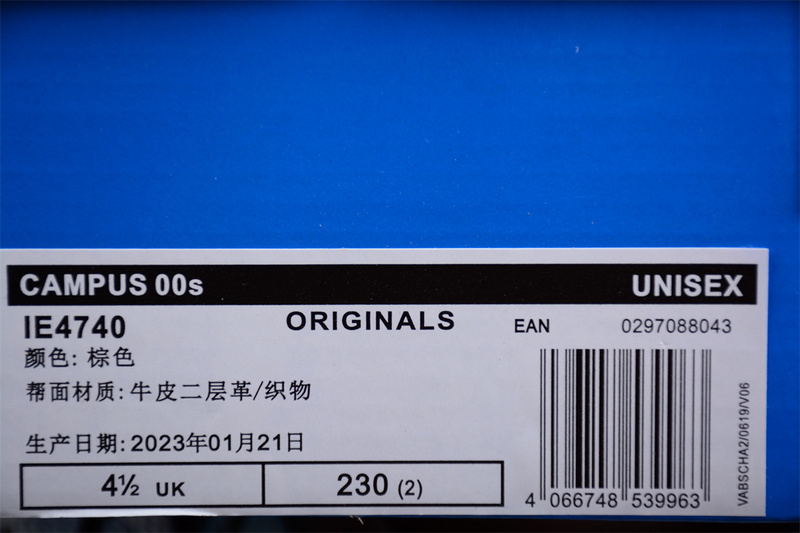 CAMPUS 00s UNISEX
IE4740 ORIGINALS EAN 0297088043
颜色: 棕色
帮面材质: 牛皮二层革/织物
生产日期: 2023年01月21日
4½ UK 230 (2)
4 066748 539963
VABSCHA2/0619/V06